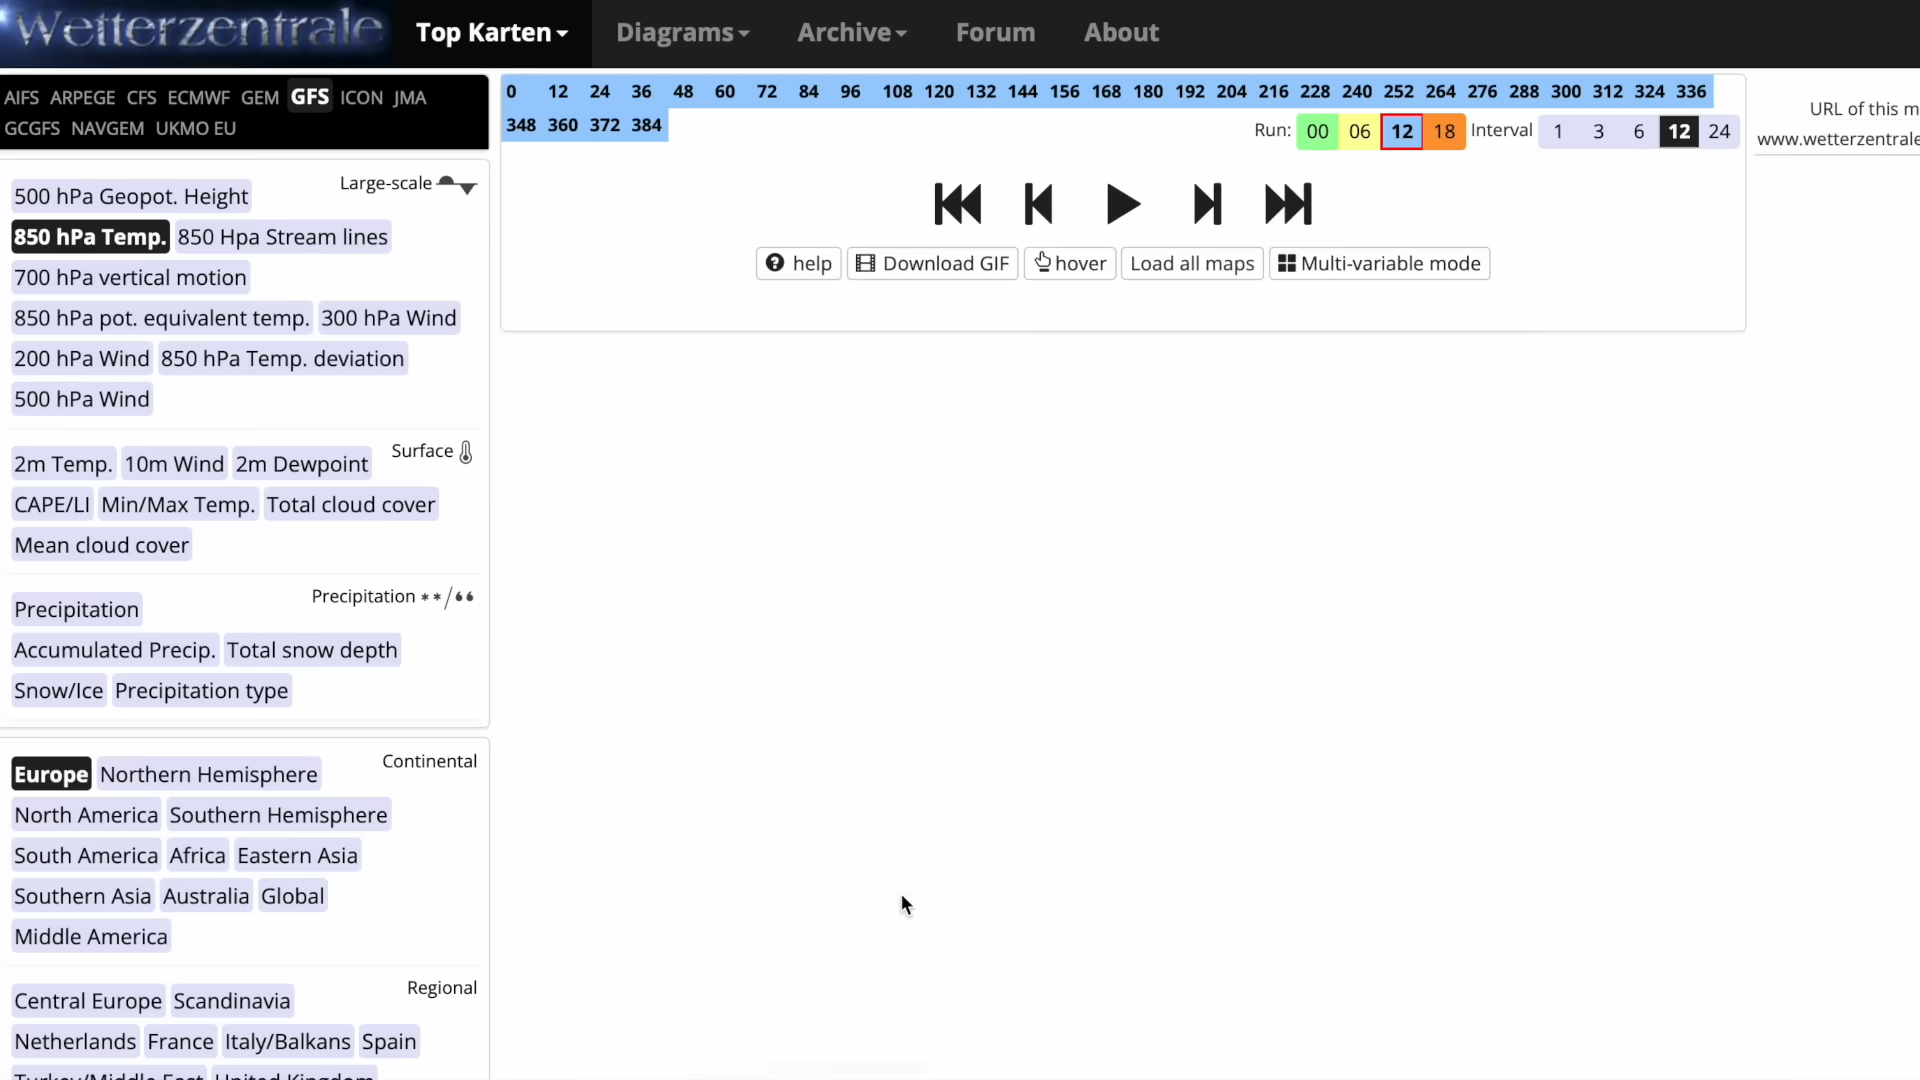 Wetterzentrale
Top Karten Diagrams Archive Forum About
AIFS ARPEGE CFS ECMWF GEM GFS ICON JMA
GCGFS NAVGEM UKMO EU
Large-scale
500 hPa Geopot. Height
850 hPa Temp. 850 Hpa Stream lines
700 hPa vertical motion
850 hPa pot. equivalent temp. 300 hPa Wind
200 hPa Wind 850 hPa Temp. deviation
500 hPa Wind
Surface
2m Temp. 10m Wind 2m Dewpoint
CAPE/LI Min/Max Temp. Total cloud cover
Mean cloud cover
Precipitation **/
Precipitation
Accumulated Precip. Total snow depth
Snow/Ice Precipitation type
Continental
Europe Northern Hemisphere
North America Southern Hemisphere
South America Africa Eastern Asia
Southern Asia Australia Global
Middle America
Regional
Central Europe Scandinavia
Netherlands France Italy/Balkans Spain
Turkey/Middle East United Kingdom
0 12 24 36 48 60 72 84 96 108 120 132 144 156 168 180 192 204 216 228 240 252 264 276 288 300 312 324 336
348 360 372 384
Run: 00 06 12 18 Interval 1 3 6 12 24
help Download GIF hover Load all maps Multi-variable mode
URL of this m
www.wetterzentrale